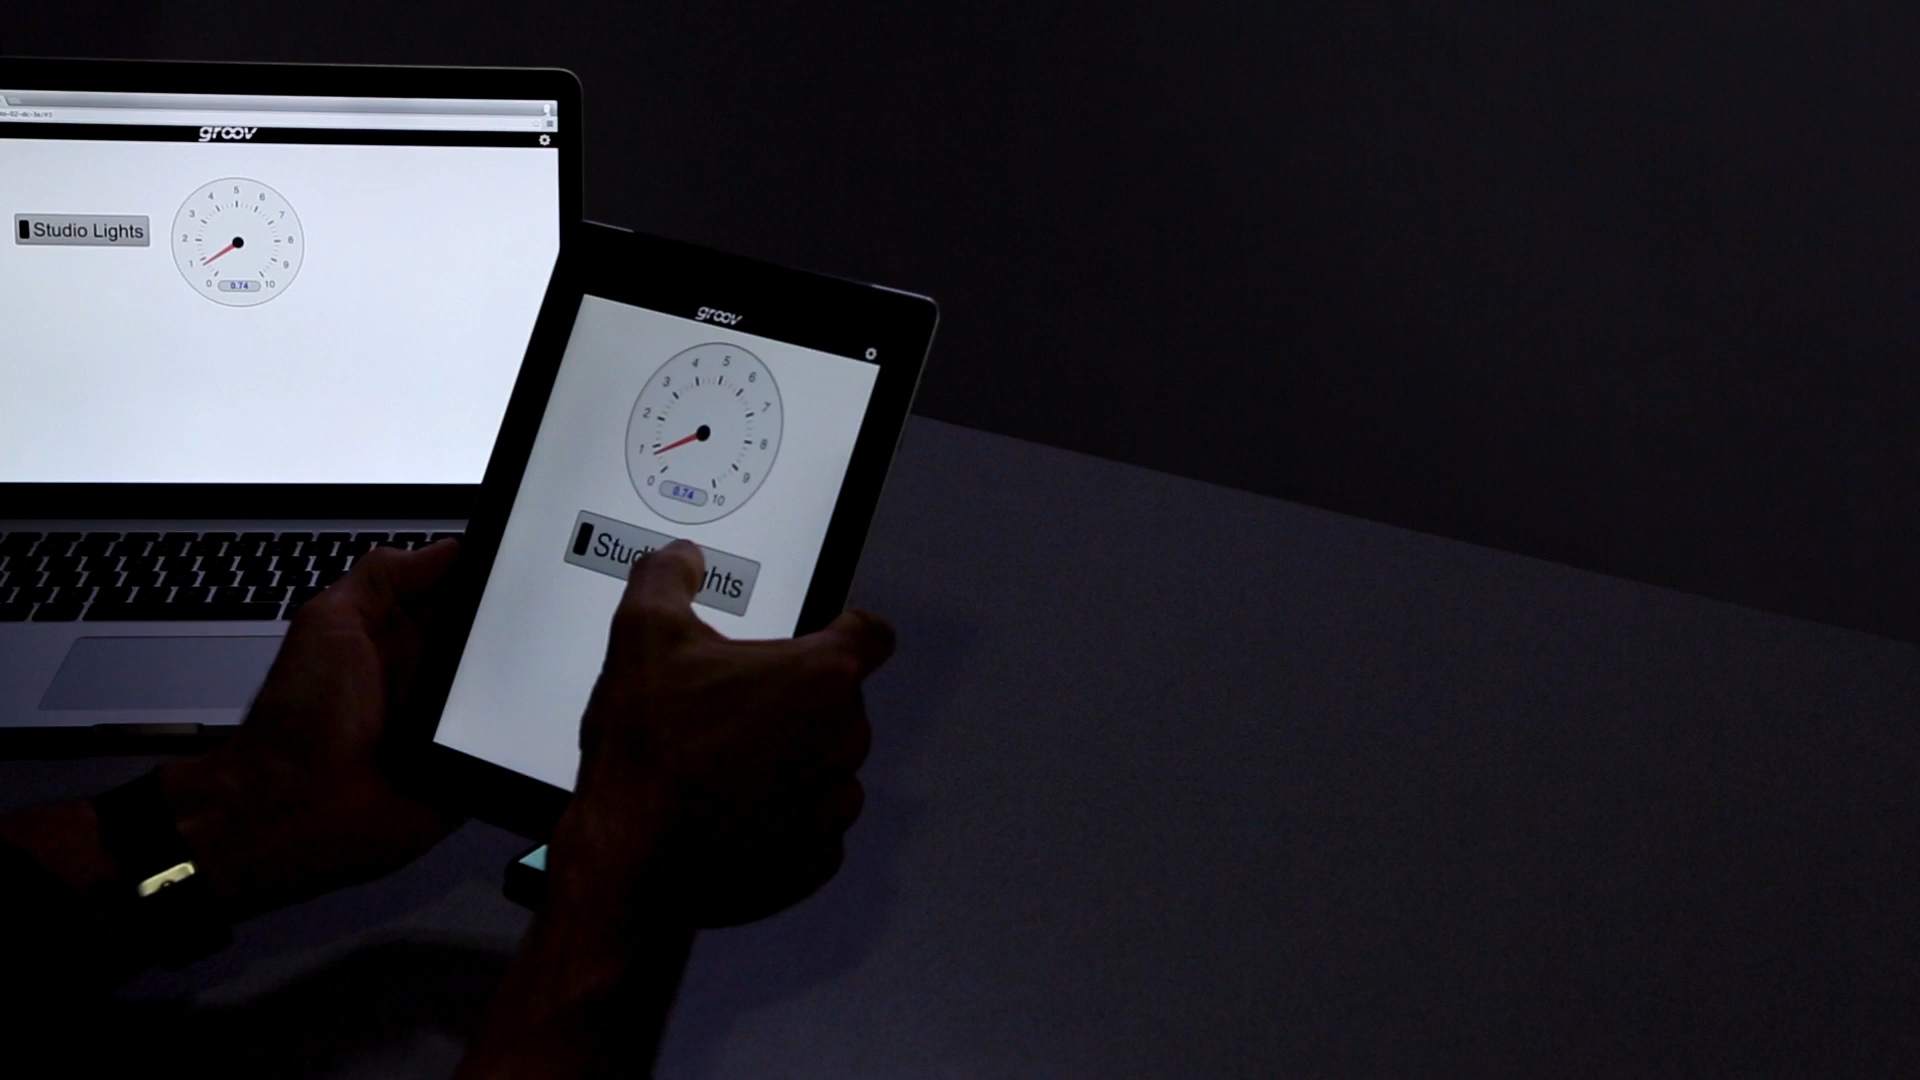 groov
Studio Lights
0 1 2 3 4 5 6 7 8 9 10
0.74
groov
0 1 2 3 4 5 6 7 8 9 10
0.74
Stud ghts